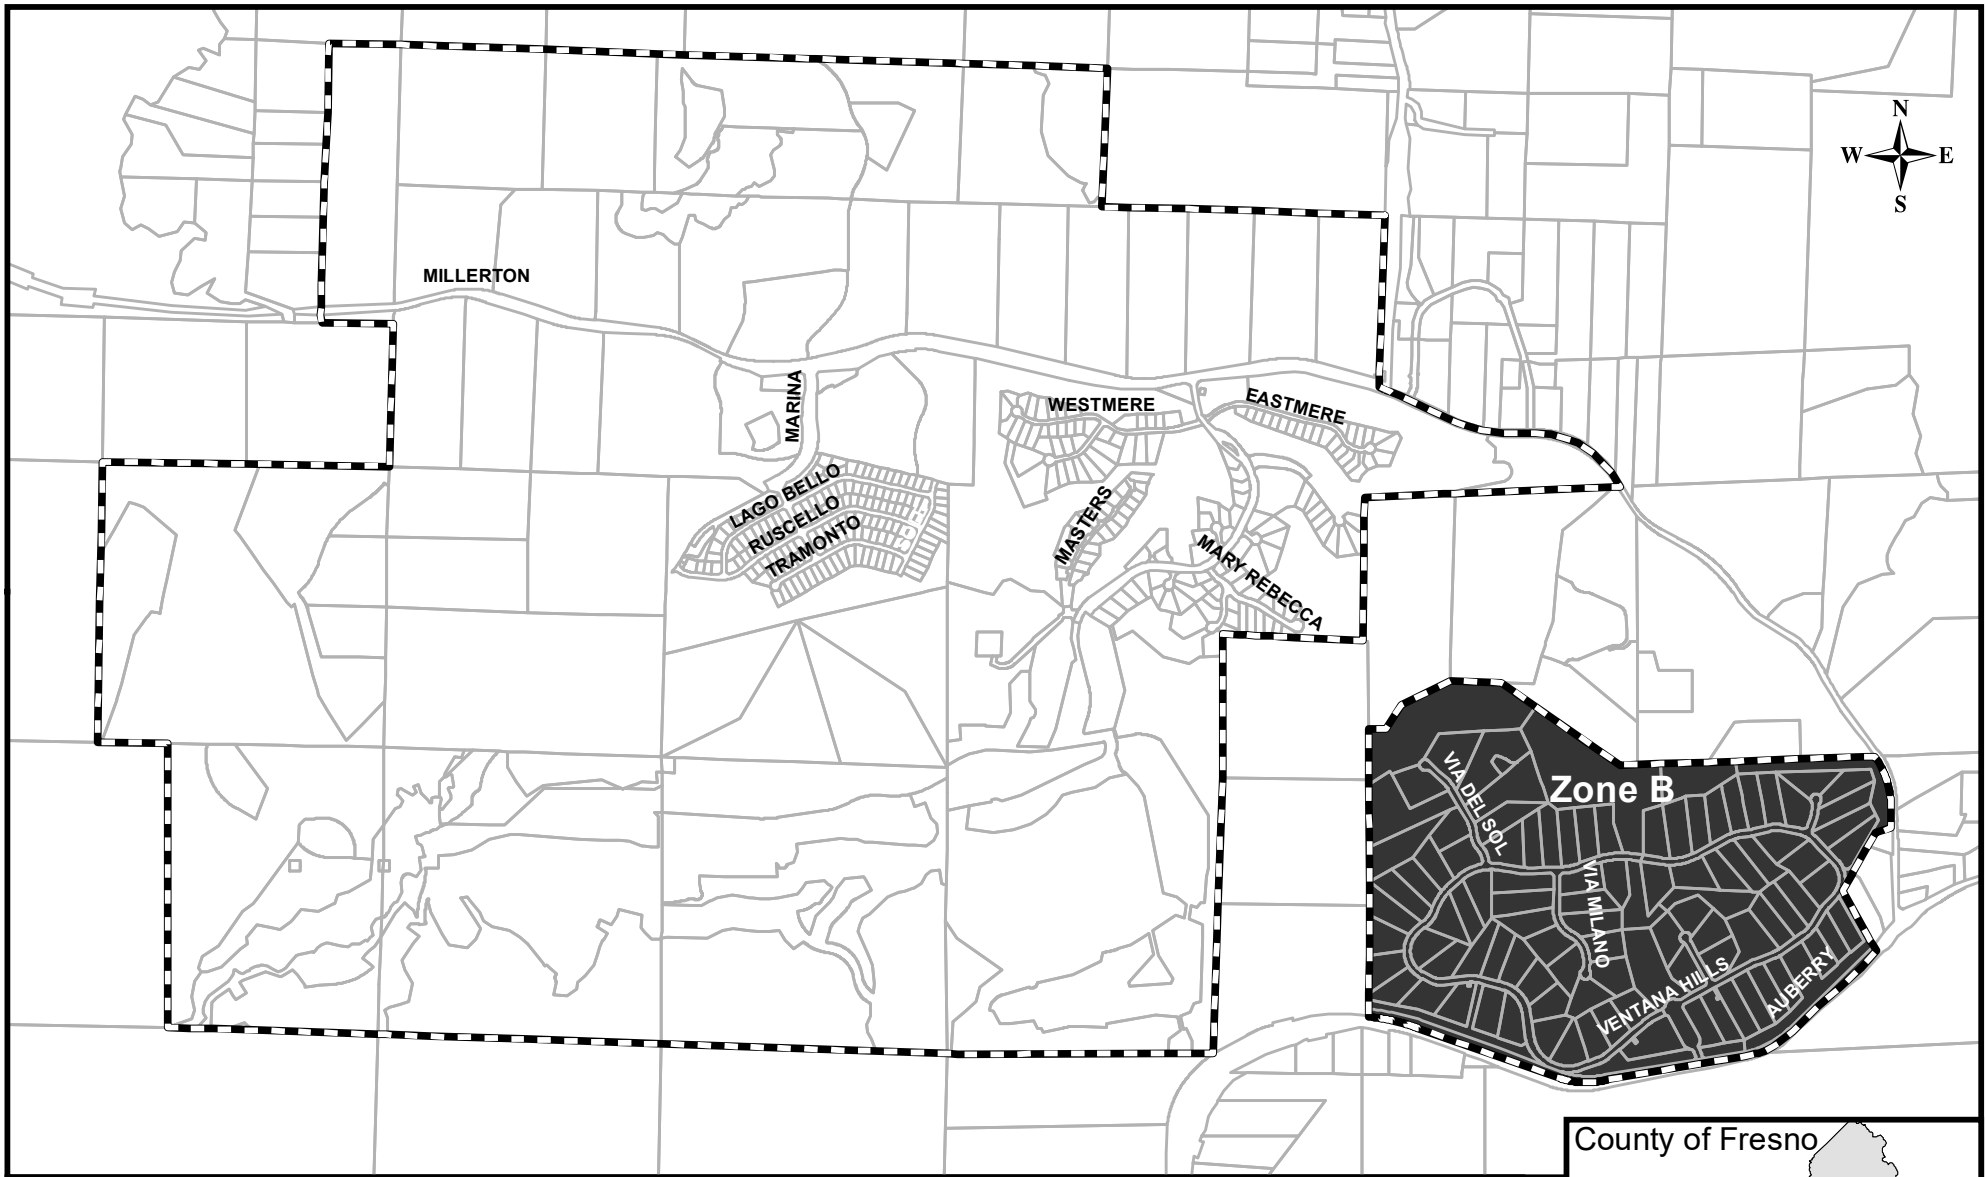 N
W E
S
MILLERTON
MARINA
WESTMERE
EASTMERE
LAGO BELLO
RUSCELLO
TRAMONTO
MASTERS
MARY REBECCA
Zone B
VIA DEL SOL
VIA MILANO
VENTANA HILLS
AUBERRY
County of Fresno